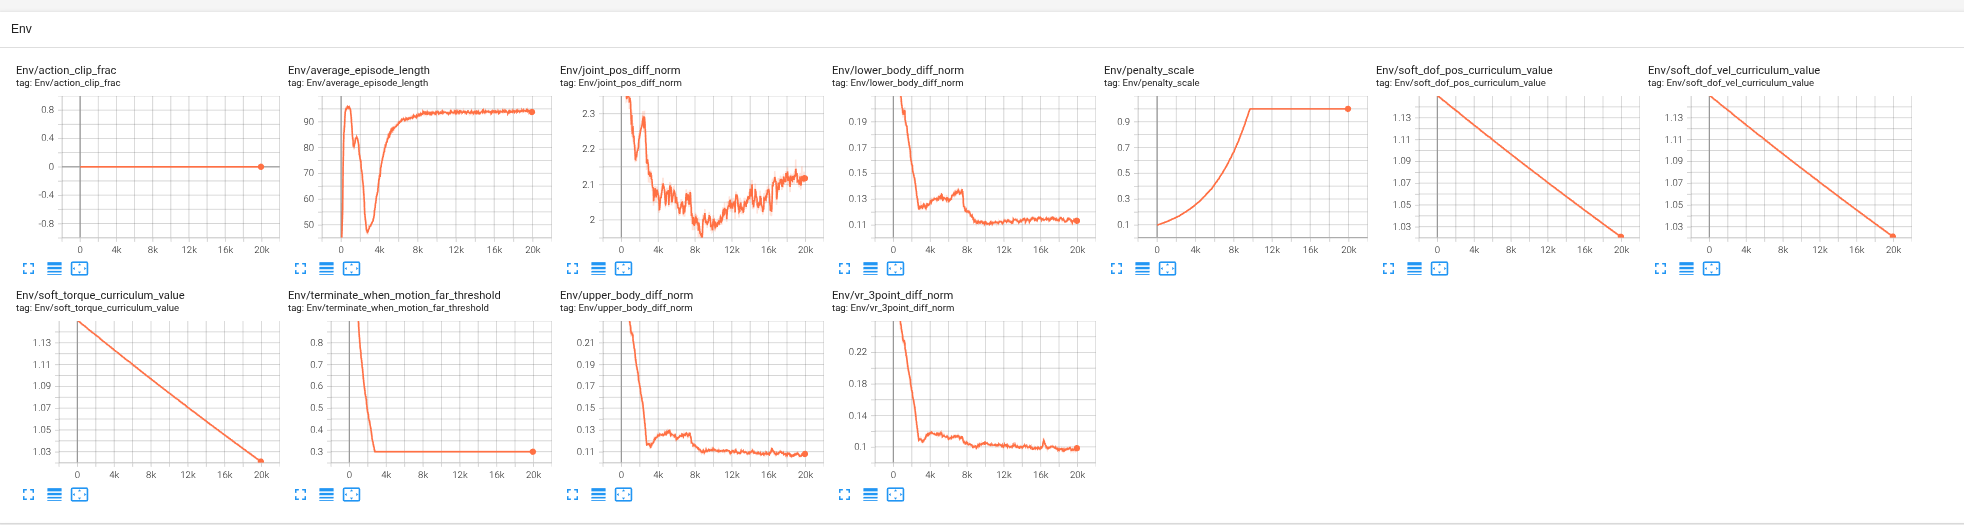 Env
Env/action_clip_frac
tag: Env/action_clip_frac
0.8
0.4
0
-0.4
-0.8
0 4k 8k 12k 16k 20k
Env/average_episode_length
tag: Env/average_episode_length
90
80
70
60
50
0 4k 8k 12k 16k 20k
Env/joint_pos_diff_norm
tag: Env/joint_pos_diff_norm
2.3
2.2
2.1
2
0 4k 8k 12k 16k 20k
Env/lower_body_diff_norm
tag: Env/lower_body_diff_norm
0.19
0.17
0.15
0.13
0.11
0 4k 8k 12k 16k 20k
Env/penalty_scale
tag: Env/penalty_scale
0.9
0.7
0.5
0.3
0.1
0 4k 8k 12k 16k 20k
Env/soft_dof_pos_curriculum_value
tag: Env/soft_dof_pos_curriculum_value
1.13
1.11
1.09
1.07
1.05
1.03
0 4k 8k 12k 16k 20k
Env/soft_dof_vel_curriculum_value
tag: Env/soft_dof_vel_curriculum_value
1.13
1.11
1.09
1.07
1.05
1.03
0 4k 8k 12k 16k 20k
Env/soft_torque_curriculum_value
tag: Env/soft_torque_curriculum_value
1.13
1.11
1.09
1.07
1.05
1.03
0 4k 8k 12k 16k 20k
Env/terminate_when_motion_far_threshold
tag: Env/terminate_when_motion_far_threshold
0.8
0.7
0.6
0.5
0.4
0.3
0 4k 8k 12k 16k 20k
Env/upper_body_diff_norm
tag: Env/upper_body_diff_norm
0.21
0.19
0.17
0.15
0.13
0.11
0 4k 8k 12k 16k 20k
Env/vr_3point_diff_norm
tag: Env/vr_3point_diff_norm
0.22
0.18
0.14
0.1
0 4k 8k 12k 16k 20k